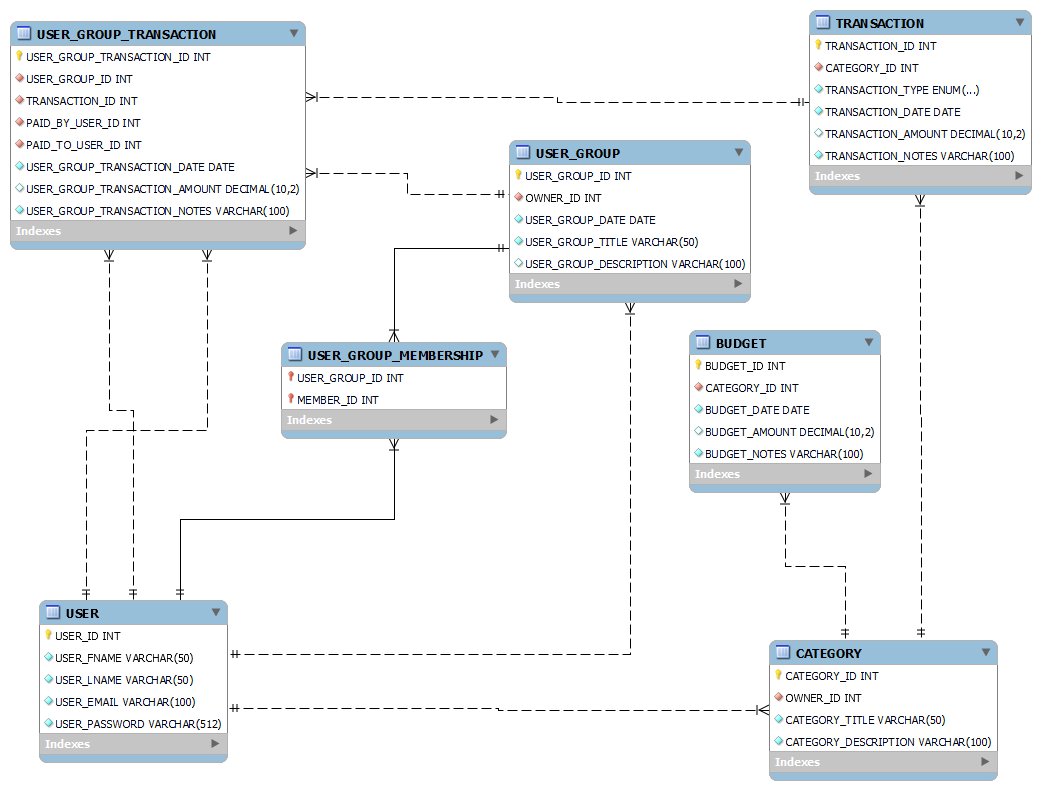 USER_GROUP_TRANSACTION
USER_GROUP_TRANSACTION_ID INT
USER_GROUP_ID INT
TRANSACTION_ID INT
PAID_BY_USER_ID INT
PAID_TO_USER_ID INT
USER_GROUP_TRANSACTION_DATE DATE
USER_GROUP_TRANSACTION_AMOUNT DECIMAL(10,2)
USER_GROUP_TRANSACTION_NOTES VARCHAR(100)
Indexes
TRANSACTION
TRANSACTION_ID INT
CATEGORY_ID INT
TRANSACTION_TYPE ENUM(...)
TRANSACTION_DATE DATE
TRANSACTION_AMOUNT DECIMAL(10,2)
TRANSACTION_NOTES VARCHAR(100)
Indexes
USER_GROUP
USER_GROUP_ID INT
OWNER_ID INT
USER_GROUP_DATE DATE
USER_GROUP_TITLE VARCHAR(50)
USER_GROUP_DESCRIPTION VARCHAR(100)
Indexes
USER_GROUP_MEMBERSHIP
USER_GROUP_ID INT
MEMBER_ID INT
Indexes
BUDGET
BUDGET_ID INT
CATEGORY_ID INT
BUDGET_DATE DATE
BUDGET_AMOUNT DECIMAL(10,2)
BUDGET_NOTES VARCHAR(100)
Indexes
USER
USER_ID INT
USER_FNAME VARCHAR(50)
USER_LNAME VARCHAR(50)
USER_EMAIL VARCHAR(100)
USER_PASSWORD VARCHAR(512)
Indexes
CATEGORY
CATEGORY_ID INT
OWNER_ID INT
CATEGORY_TITLE VARCHAR(50)
CATEGORY_DESCRIPTION VARCHAR(100)
Indexes